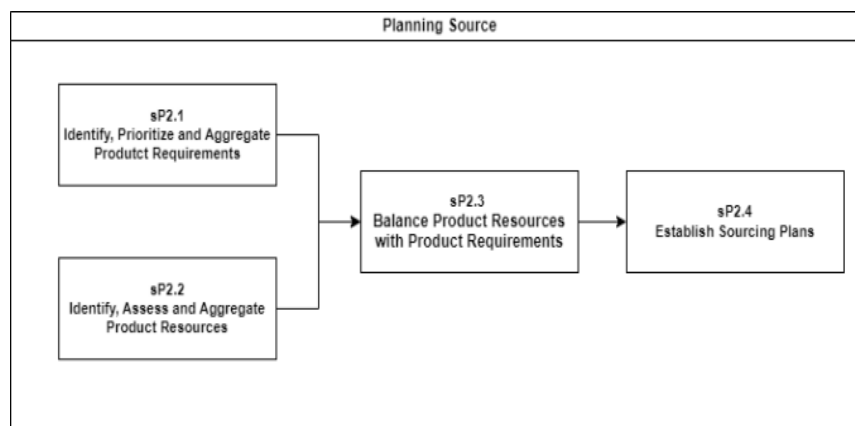 Planning Source
sP2.1
Identify, Prioritize and Aggregate
Produtct Requirements
sP2.2
Identify, Assess and Aggregate
Product Resources
sP2.3
Balance Product Resources
with Product Requirements
sP2.4
Establish Sourcing Plans